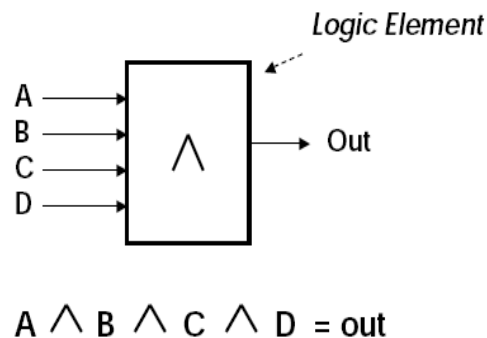 Logic Element
A
B
C
D
∧
Out
A ∧ B ∧ C ∧ D = out